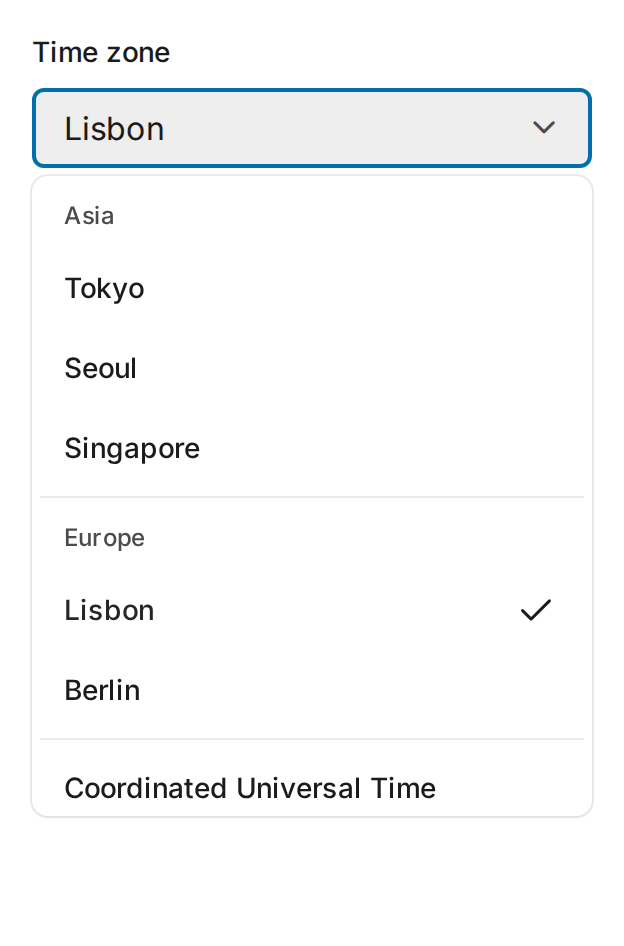 Time zone
Lisbon
Asia
Tokyo
Seoul
Singapore
Europe
Lisbon
Berlin
Coordinated Universal Time